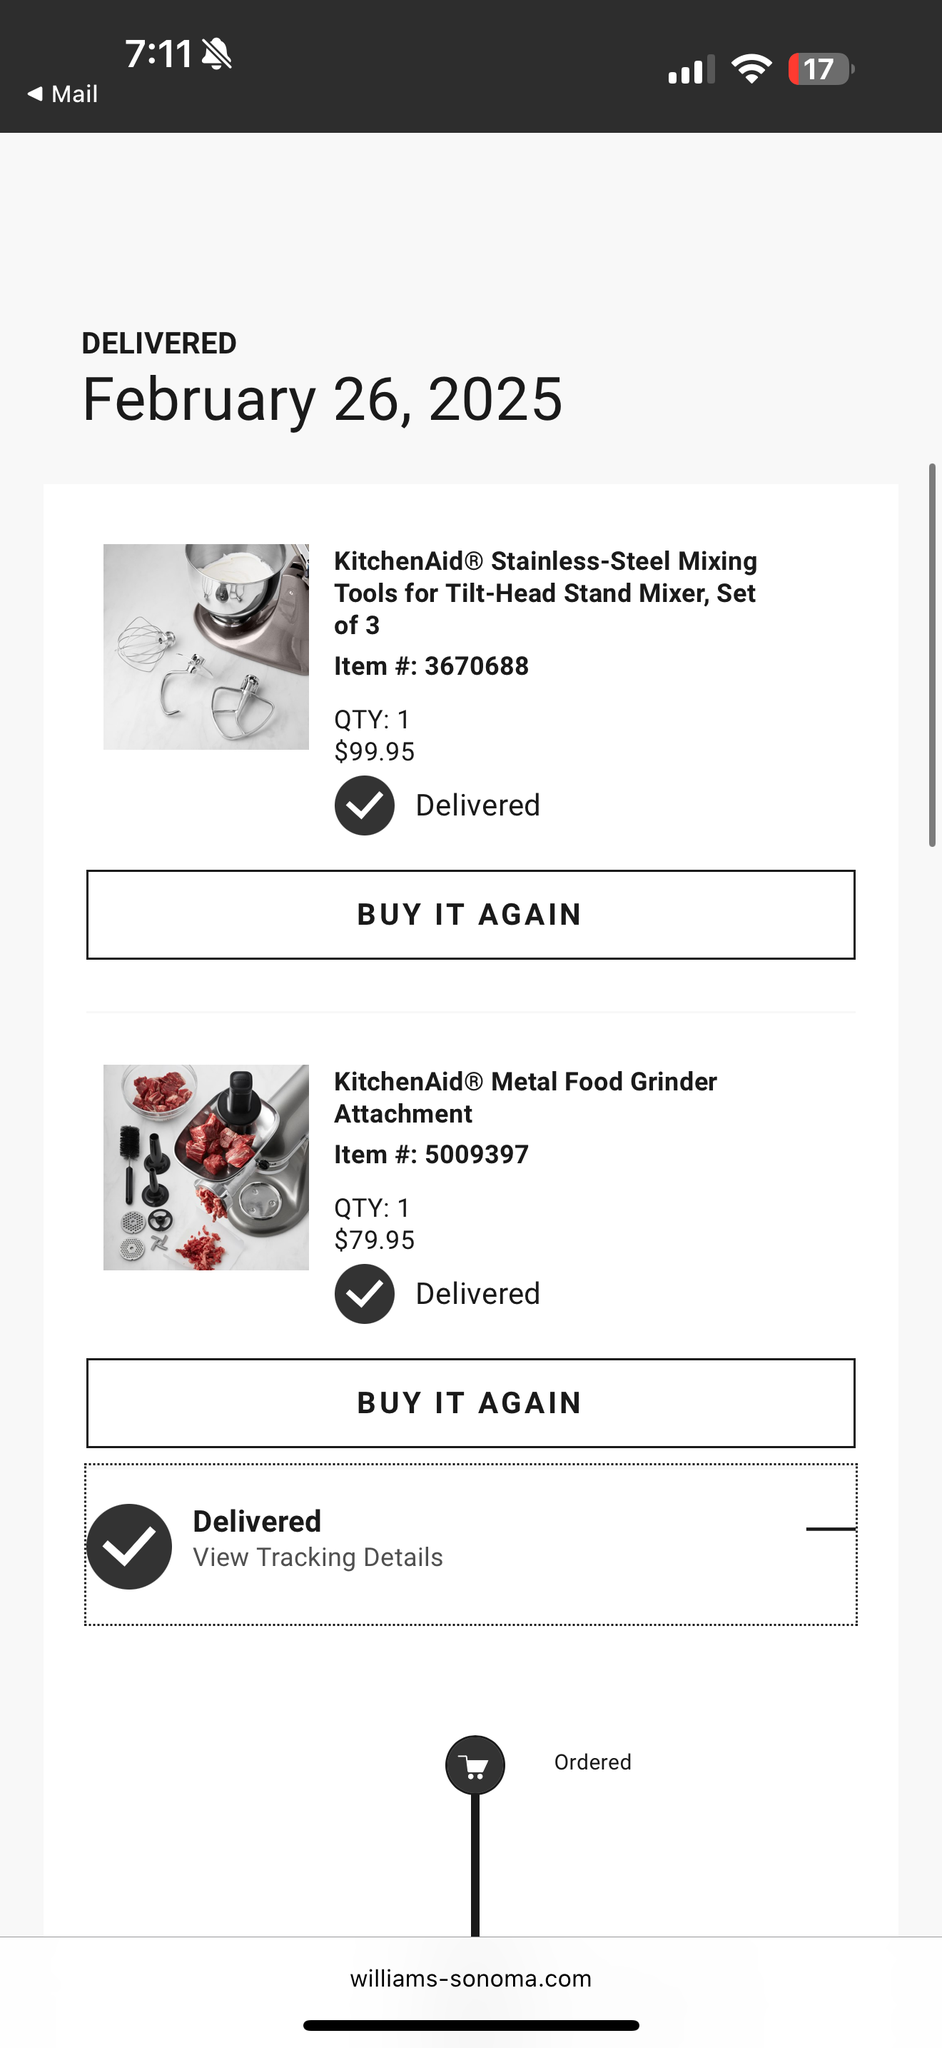 7:11
17
◀ Mail
DELIVERED
February 26, 2025
KitchenAid® Stainless-Steel Mixing
Tools for Tilt-Head Stand Mixer, Set
of 3
Item #: 3670688
QTY: 1
$99.95
Delivered
BUY IT AGAIN
KitchenAid® Metal Food Grinder
Attachment
Item #: 5009397
QTY: 1
$79.95
Delivered
BUY IT AGAIN
Delivered
View Tracking Details
Ordered
williams-sonoma.com